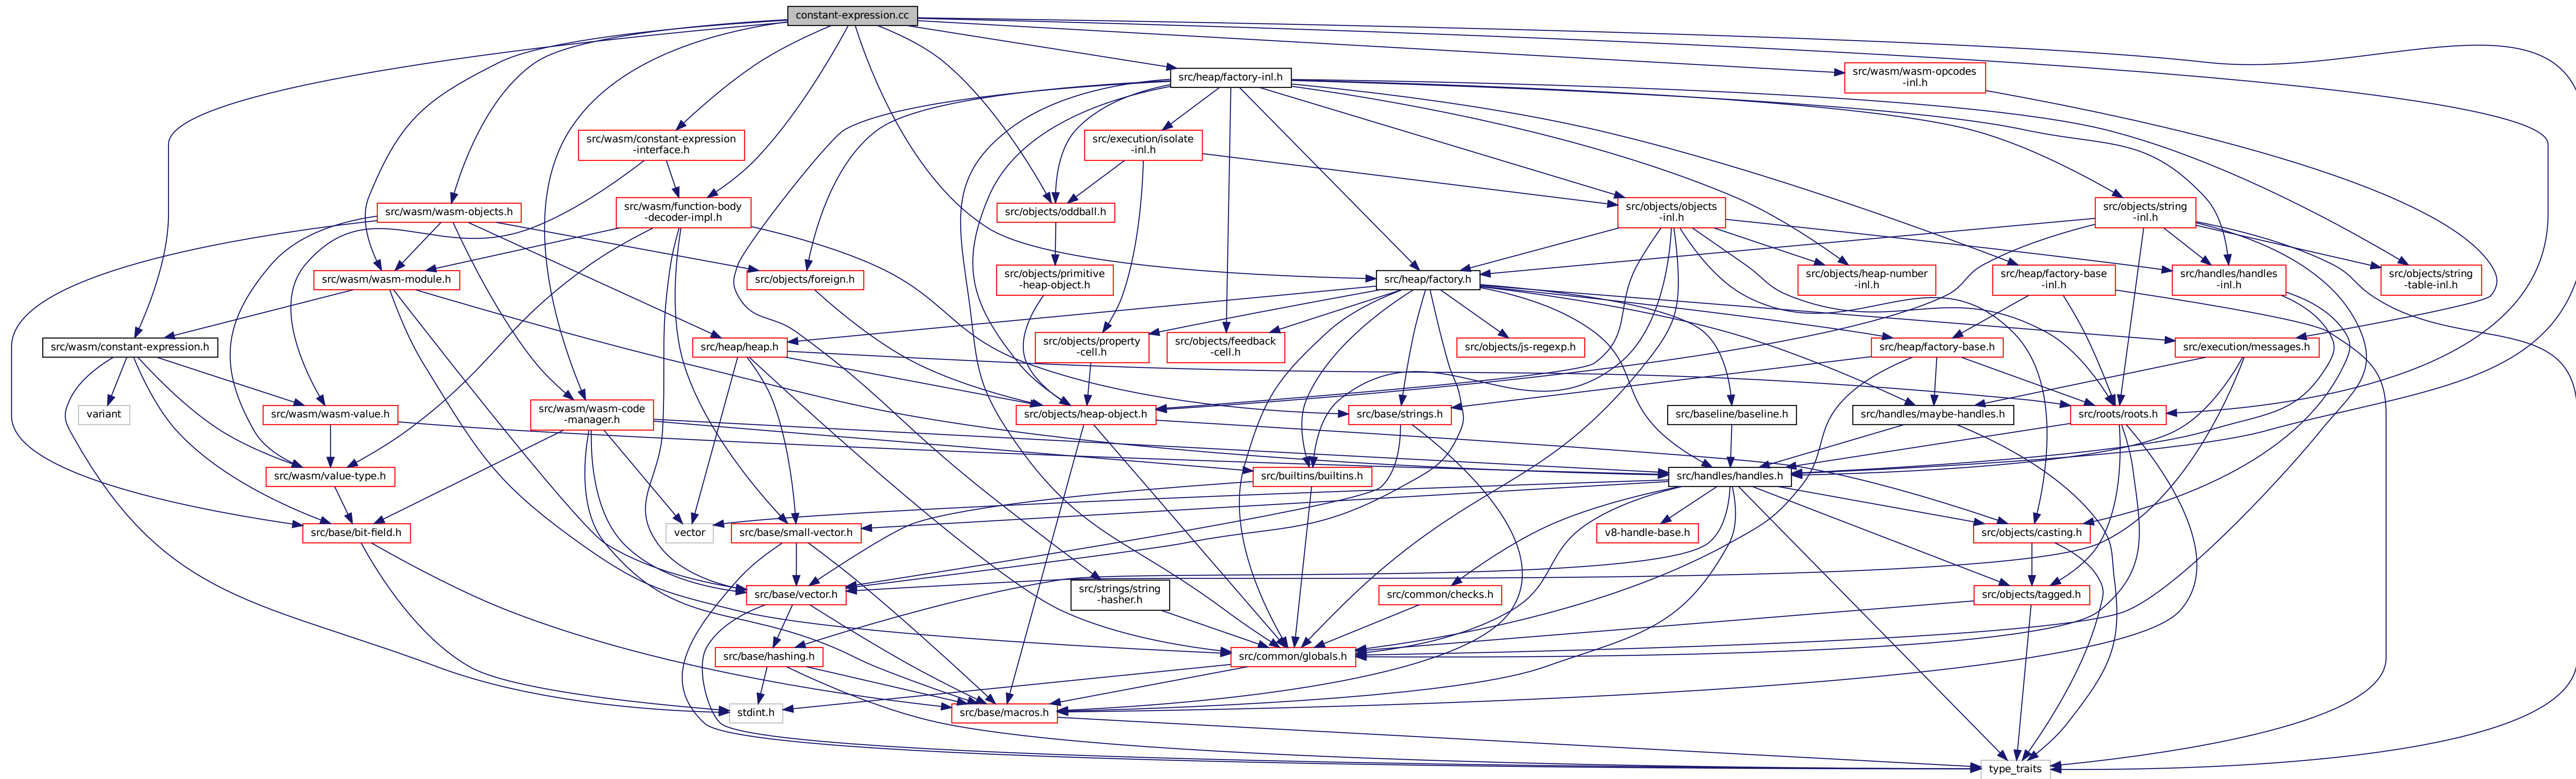 constant-expression.cc
src/heap/factory-inl.h
src/wasm/wasm-opcodes
-inl.h
src/wasm/constant-expression
-interface.h
src/execution/isolate
-inl.h
src/wasm/wasm-objects.h
src/wasm/function-body
-decoder-impl.h
src/objects/oddball.h
src/objects/objects
-inl.h
src/objects/string
-inl.h
src/wasm/wasm-module.h
src/objects/foreign.h
src/objects/primitive
-heap-object.h
src/heap/factory.h
src/objects/heap-number
-inl.h
src/heap/factory-base
-inl.h
src/handles/handles
-inl.h
src/objects/string
-table-inl.h
src/wasm/constant-expression.h
src/heap/heap.h
src/objects/property
-cell.h
src/objects/feedback
-cell.h
src/objects/js-regexp.h
src/heap/factory-base.h
src/execution/messages.h
variant
src/wasm/wasm-value.h
src/wasm/wasm-code
-manager.h
src/objects/heap-object.h
src/base/strings.h
src/baseline/baseline.h
src/handles/maybe-handles.h
src/roots/roots.h
src/wasm/value-type.h
src/builtins/builtins.h
src/handles/handles.h
src/base/bit-field.h
vector
src/base/small-vector.h
v8-handle-base.h
src/objects/casting.h
src/base/vector.h
src/strings/string
-hasher.h
src/common/checks.h
src/objects/tagged.h
src/base/hashing.h
src/common/globals.h
stdint.h
src/base/macros.h
type_traits